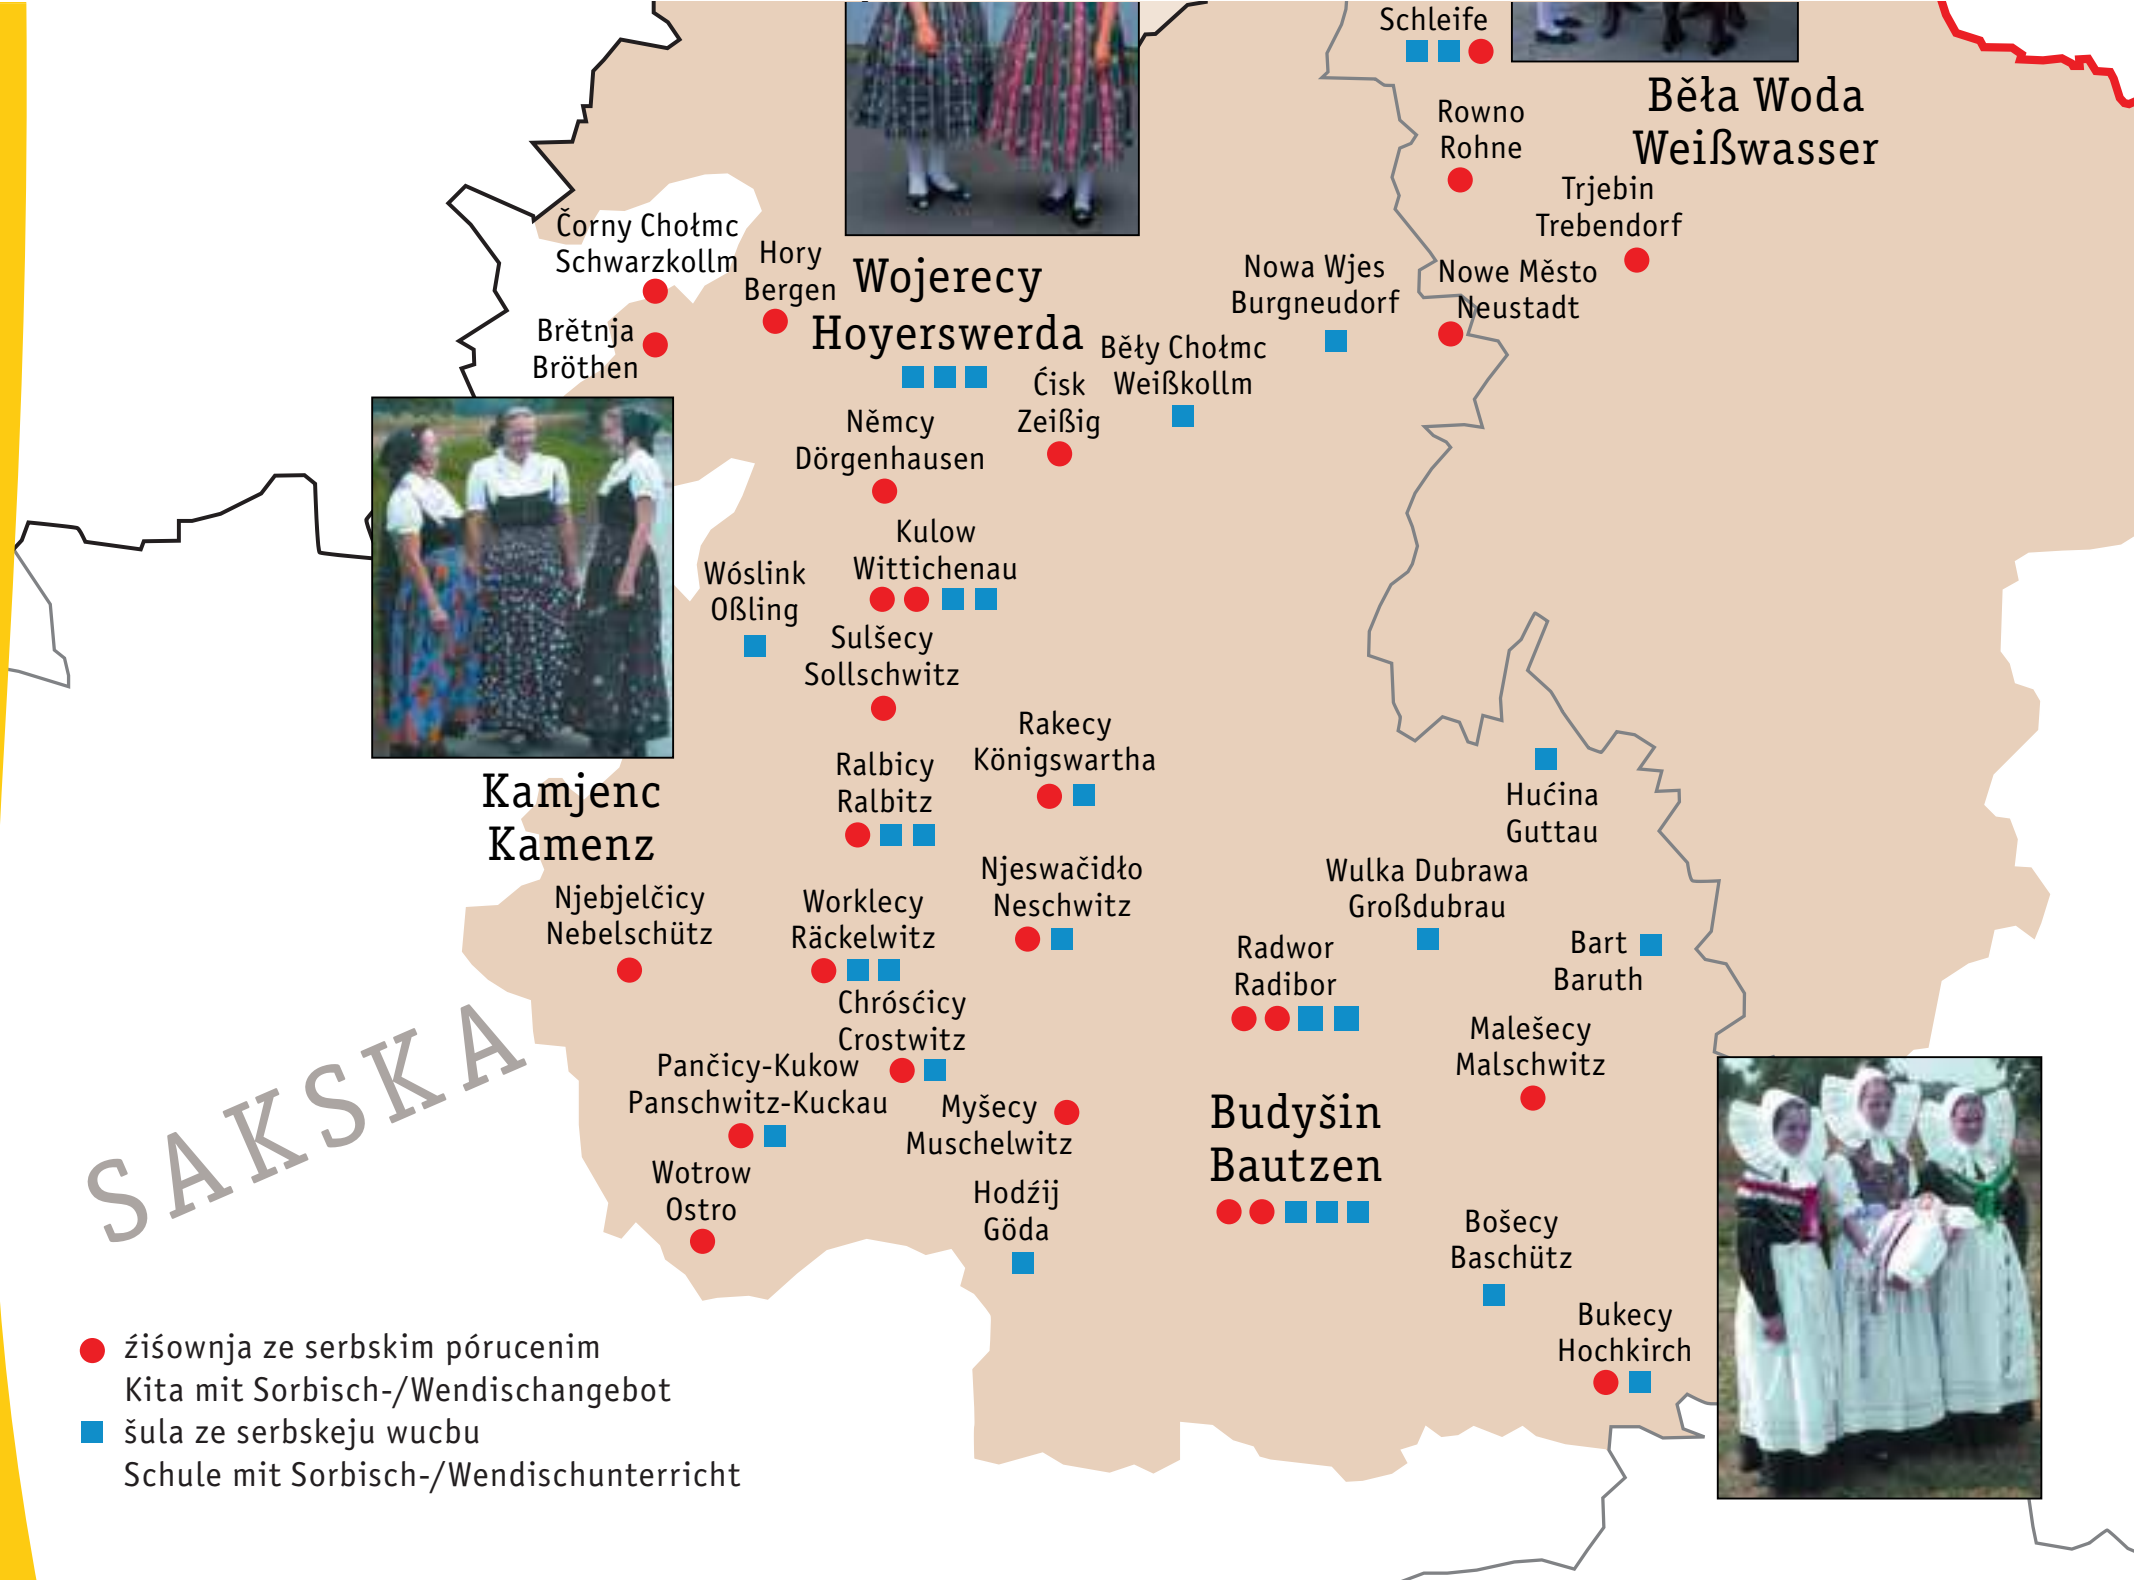 Schleife
Běła Woda
Weißwasser
Rowno
Rohne
Trjebin
Trebendorf
Čorny Chołmc
Schwarzkollm
Hory
Bergen
Wojerecy
Hoyerswerda
Nowa Wjes
Burgneudorf
Nowe Město
Neustadt
Brětnja
Bröthen
Běły Chołmc
Weißkollm
Ćisk
Zeißig
Němcy
Dörgenhausen
Kulow
Wittichenau
Wóslink
Oßling
Sulšecy
Sollschwitz
Rakecy
Königswartha
Ralbicy
Ralbitz
Kamjenc
Kamenz
Hućina
Guttau
Njeswačidło
Neschwitz
Wulka Dubrawa
Großdubrau
Njebjelčicy
Nebelschütz
Worklecy
Räckelwitz
Radwor
Radibor
Bart
Baruth
Chrósćicy
Crostwitz
Malešecy
Malschwitz
Pančicy-Kukow
Panschwitz-Kuckau
Myšecy
Muschelwitz
Budyšin
Bautzen
SAKSKA
Wotrow
Ostro
Hodźij
Göda
Bošecy
Baschütz
Bukecy
Hochkirch
źiśownja ze serbskim pórucenim
Kita mit Sorbisch-/Wendischangebot
šula ze serbskeju wucbu
Schule mit Sorbisch-/Wendischunterricht